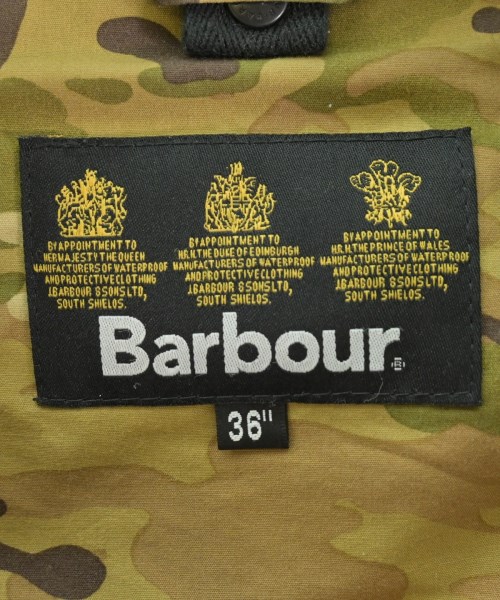 BY APPOINTMENT TO
HER MAJESTY THE QUEEN
MANUFACTURERS OF WATERPROOF
AND PROTECTIVE CLOTHING
J.BARBOUR & SONS LTD,
SOUTH SHIELDS.
BY APPOINTMENT TO
H.R.H. THE DUKE OF EDINBURGH
MANUFACTURERS OF WATERPROOF
AND PROTECTIVE CLOTHING
J.BARBOUR & SONS LTD,
SOUTH SHIELDS.
BY APPOINTMENT TO
H.R.H. THE PRINCE OF WALES
MANUFACTURERS OF WATERPROOF
AND PROTECTIVE CLOTHING
J.BARBOUR & SONS LTD,
SOUTH SHIELDS.
Barbour®
36"